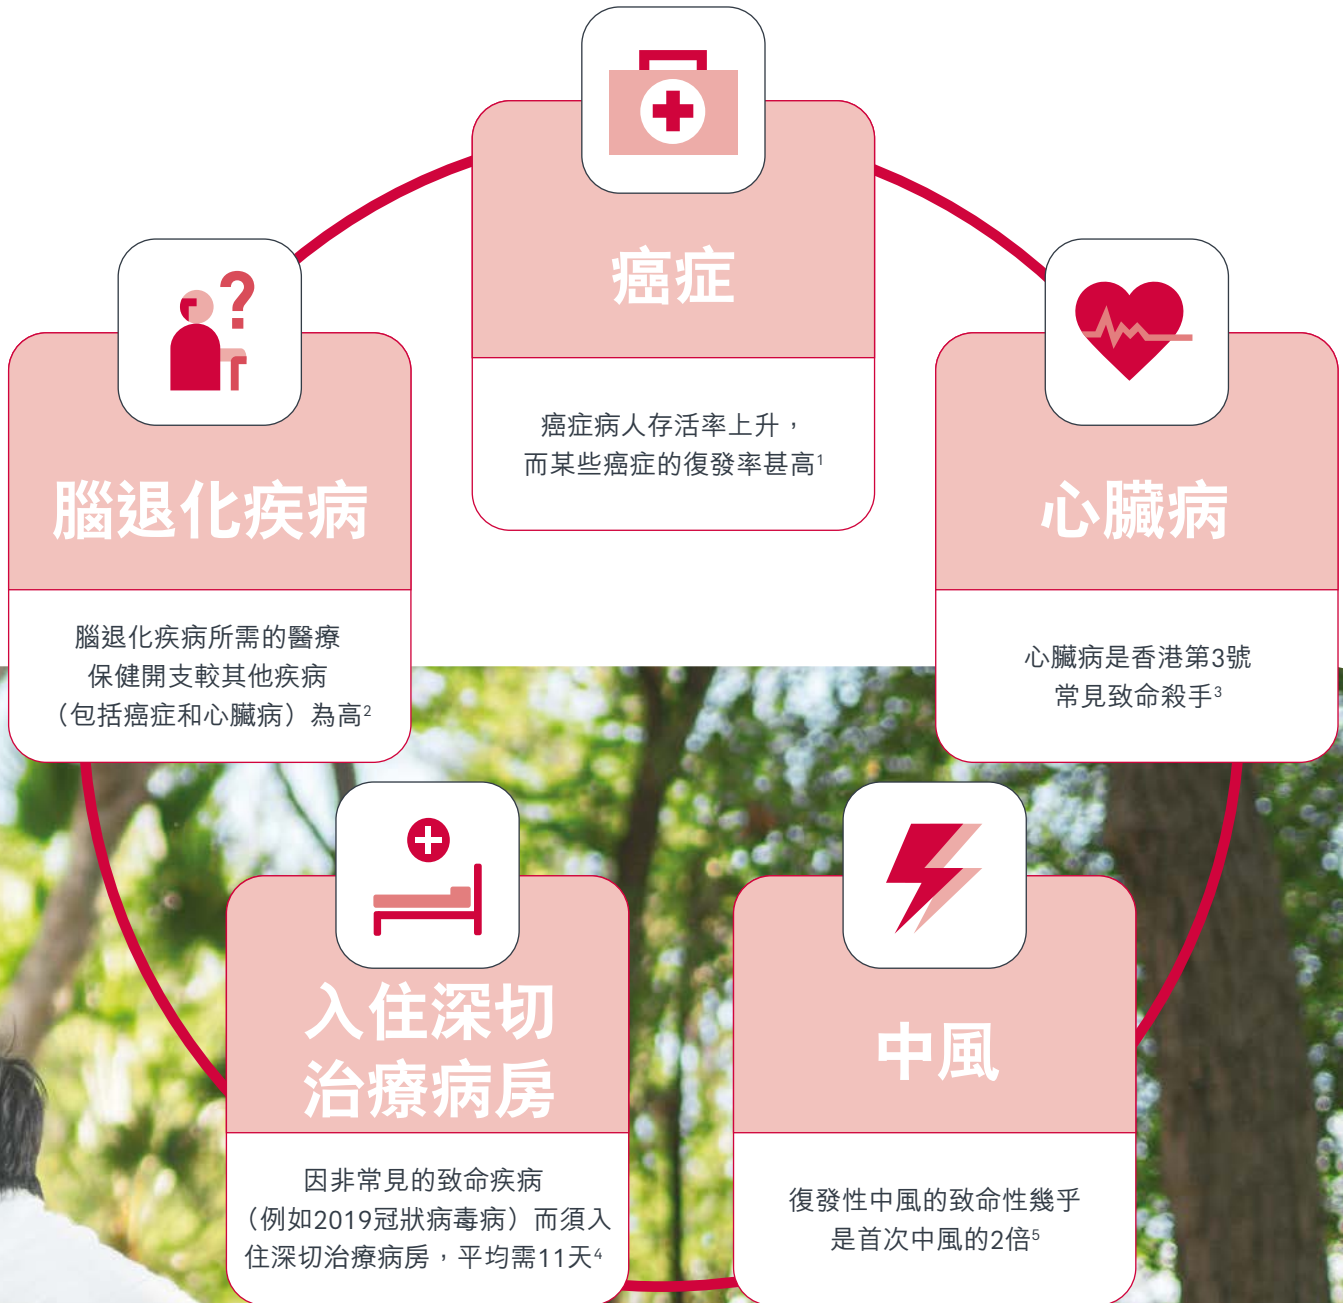 癌症
癌症病人存活率上升，
而某些癌症的復發率甚高1
腦退化疾病
腦退化疾病所需的醫療
保健開支較其他疾病
（包括癌症和心臟病）為高2
心臟病
心臟病是香港第3號
常見致命殺手3
入住深切
治療病房
因非常見的致命疾病
（例如2019冠狀病毒病）而須入
住深切治療病房，平均需11天4
中風
復發性中風的致命性幾乎
是首次中風的2倍5